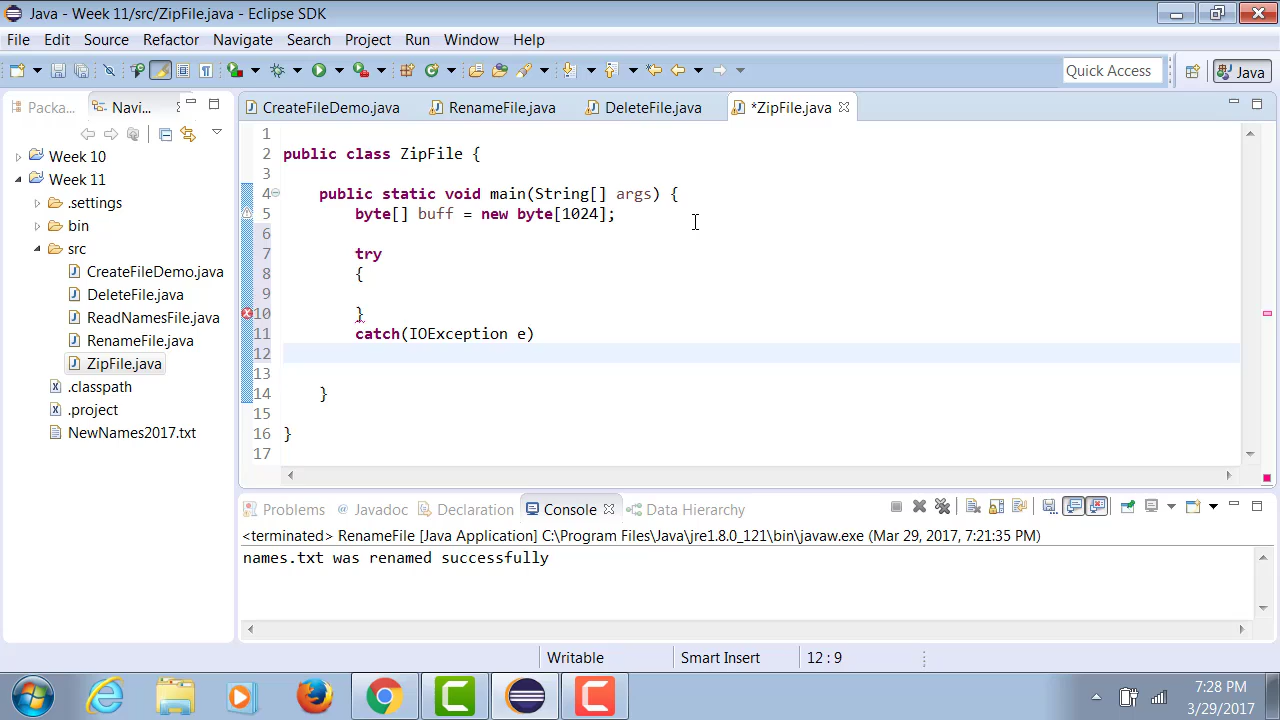 Java - Week 11/src/ZipFile.java - Eclipse SDK
File Edit Source Refactor Navigate Search Project Run Window Help
Quick Access
Java
Packa...
Navi...
CreateFileDemo.java
RenameFile.java
DeleteFile.java
*ZipFile.java
Week 10
Week 11
.settings
bin
src
CreateFileDemo.java
DeleteFile.java
ReadNamesFile.java
RenameFile.java
ZipFile.java
.classpath
.project
NewNames2017.txt
1
2 public class ZipFile {
3
4 public static void main(String[] args) {
5 byte[] buff = new byte[1024];
6
7 try
8 {
9
10 }
11 catch(IOException e)
12
13
14 }
15
16 }
17
Problems @ Javadoc Declaration Console Data Hierarchy
<terminated> RenameFile [Java Application] C:\Program Files\Java\jre1.8.0_121\bin\javaw.exe (Mar 29, 2017, 7:21:35 PM)
names.txt was renamed successfully
Writable Smart Insert 12 : 9
7:28 PM
3/29/2017